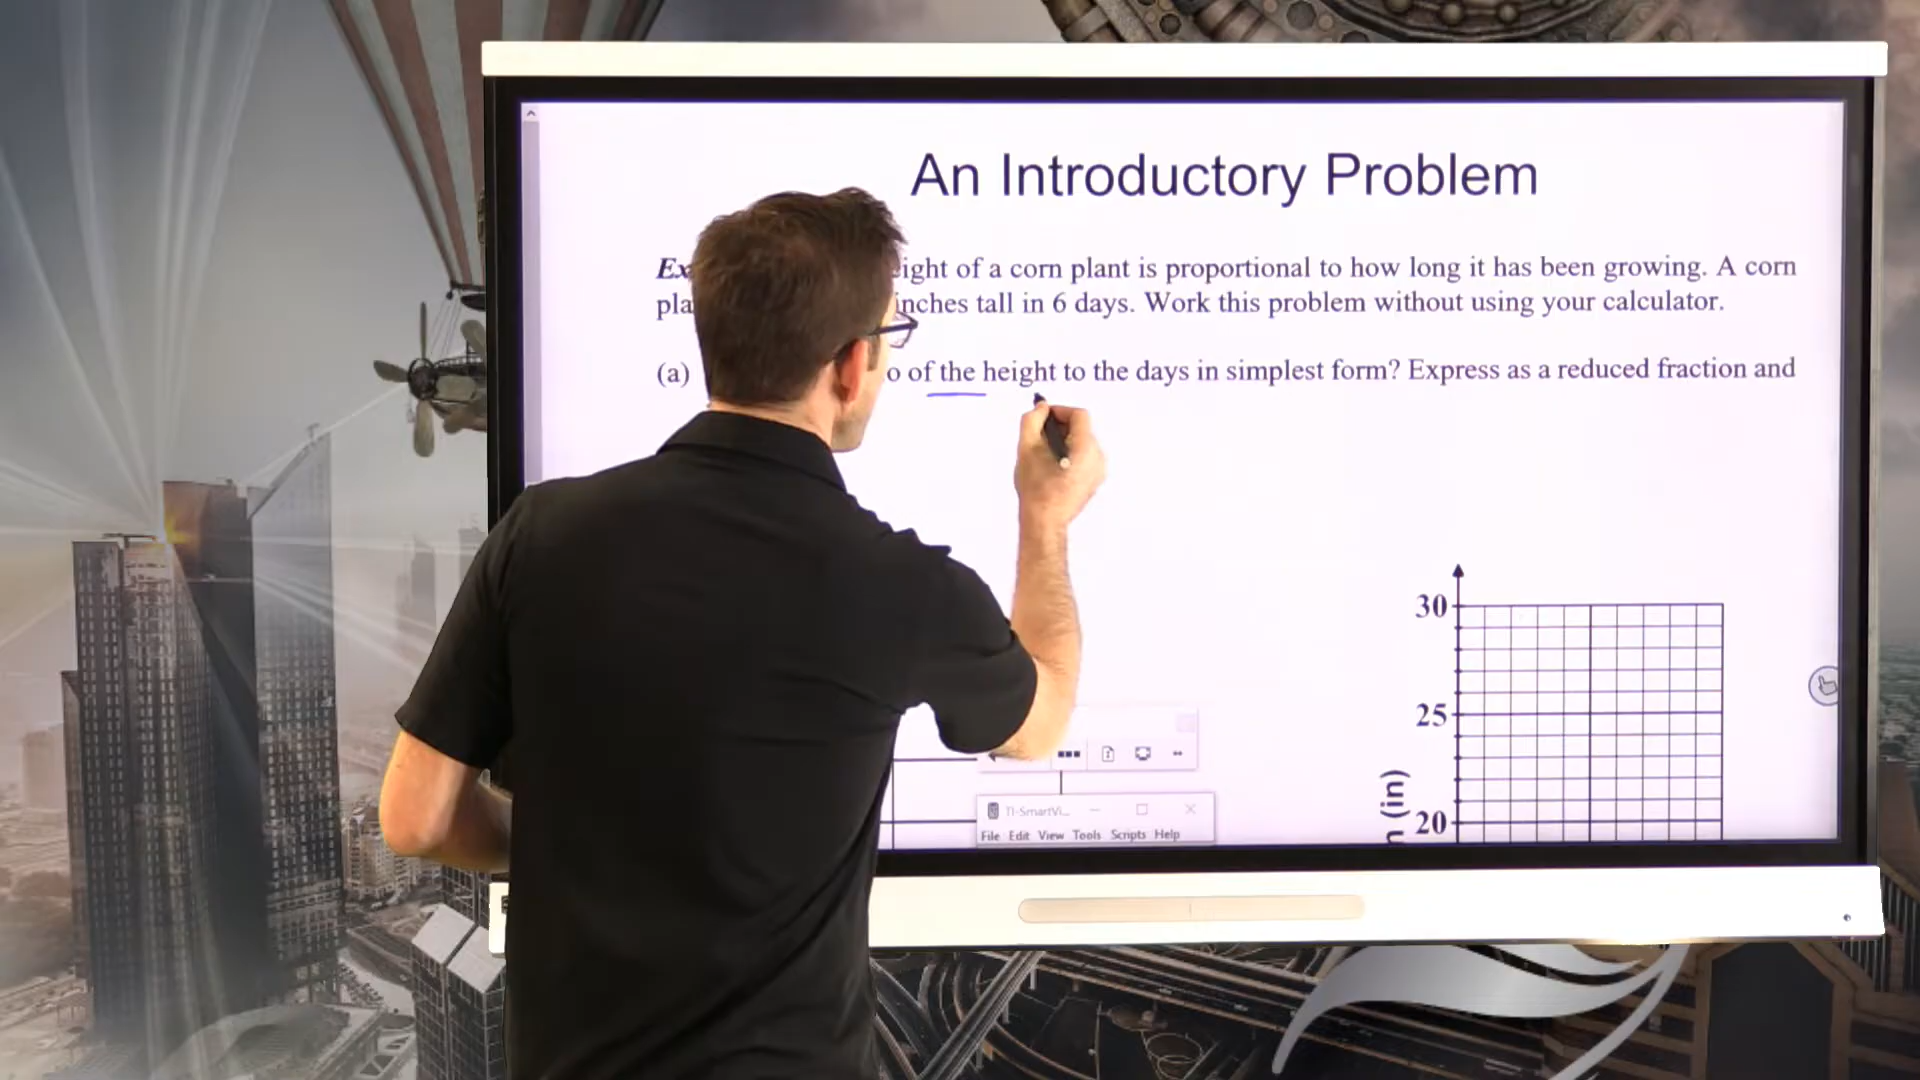 An Introductory Problem
Ex ight of a corn plant is proportional to how long it has been growing. A corn
pla inches tall in 6 days. Work this problem without using your calculator.
(a) o of the height to the days in simplest form? Express as a reduced fraction and
30
25
20
(in)
TI-SmartVi...
File Edit View Tools Scripts Help